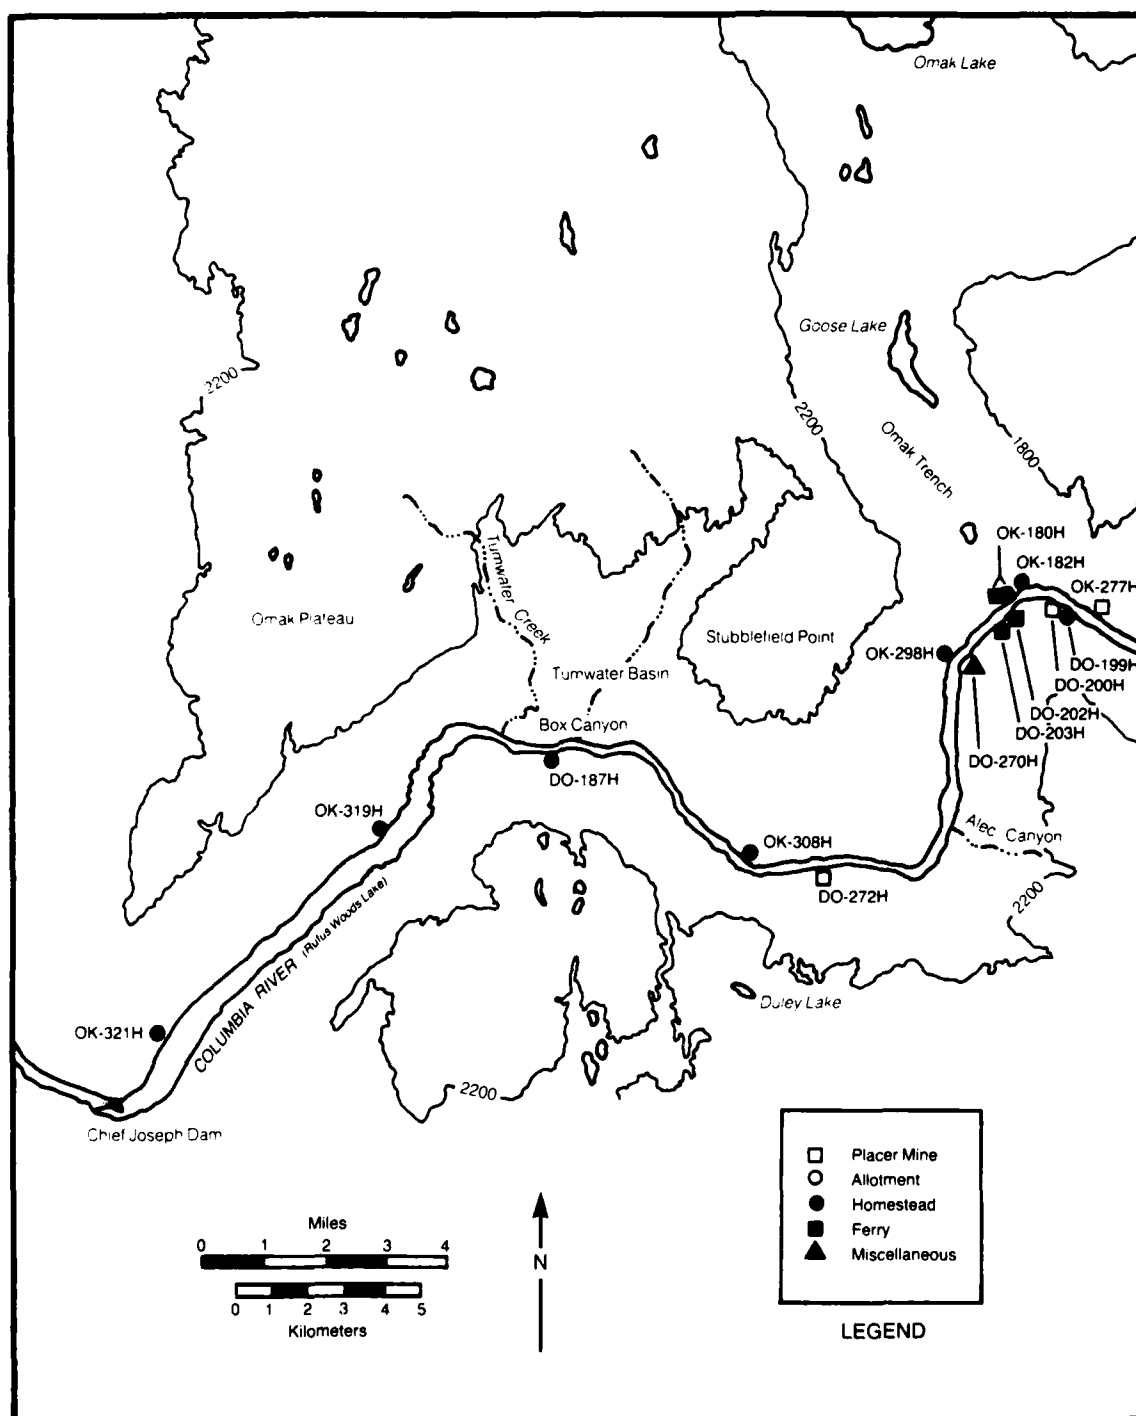 Omak Lake
Goose Lake
2200
2200
Omak Trench
1800
OK-180H
OK-182H
OK-277H
Tumwater Creek
Omak Plateau
Stubblefield Point
OK-298H
DO-199H
Tumwater Basin
DO-200H
DO-202H
Box Canyon
DO-203H
DO-270H
DO-187H
OK-319H
Alec Canyon
OK-308H
DO-272H
2200
COLUMBIA RIVER (Rufus Woods Lake)
Duley Lake
OK-321H
2200
Chief Joseph Dam
Placer Mine
Allotment
Homestead
Ferry
Miscellaneous
LEGEND
Miles
0 1 2 3 4
N
0 1 2 3 4 5
Kilometers